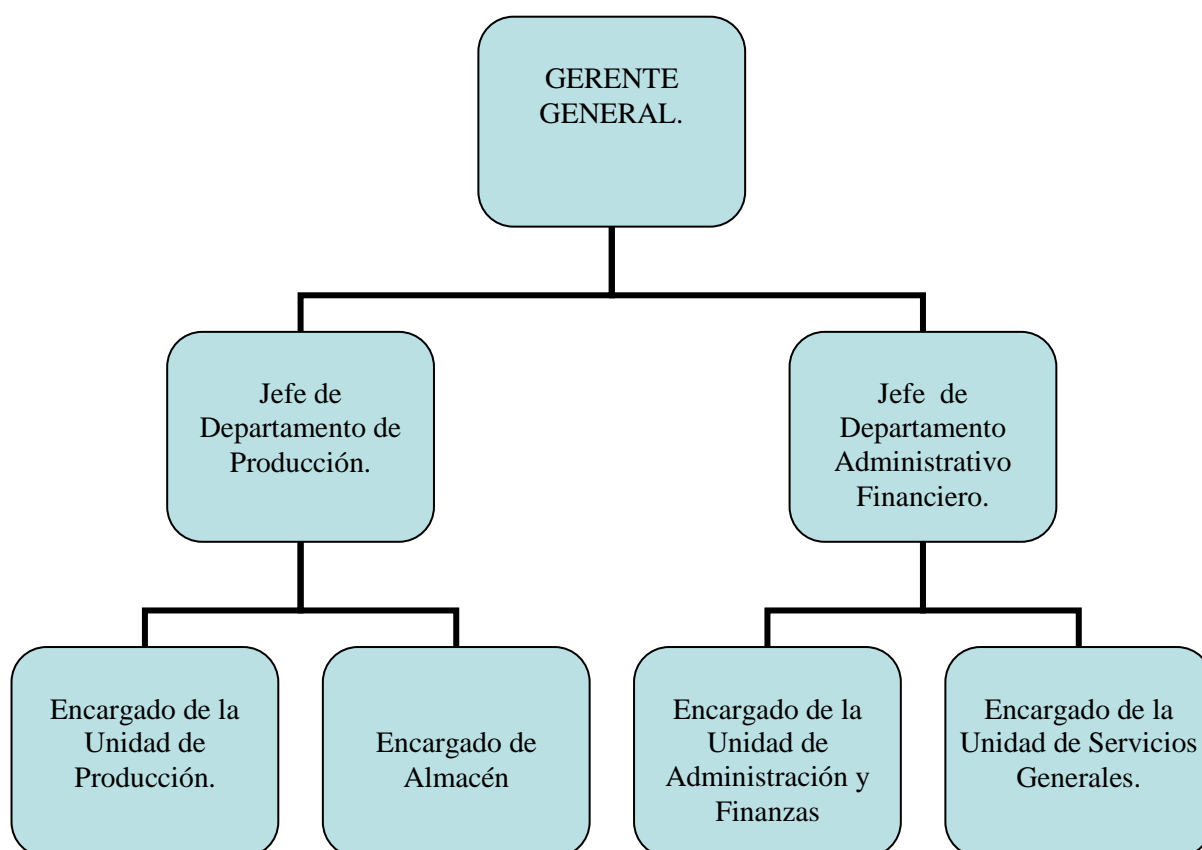 GERENTE
GENERAL.
Jefe de
Departamento de
Producción.
Jefe  de
Departamento
Administrativo
Financiero.
Encargado de la
Unidad de
Producción.
Encargado de
Almacén
Encargado de la
Unidad de
Administración y
Finanzas
Encargado de la
Unidad de Servicios
Generales.